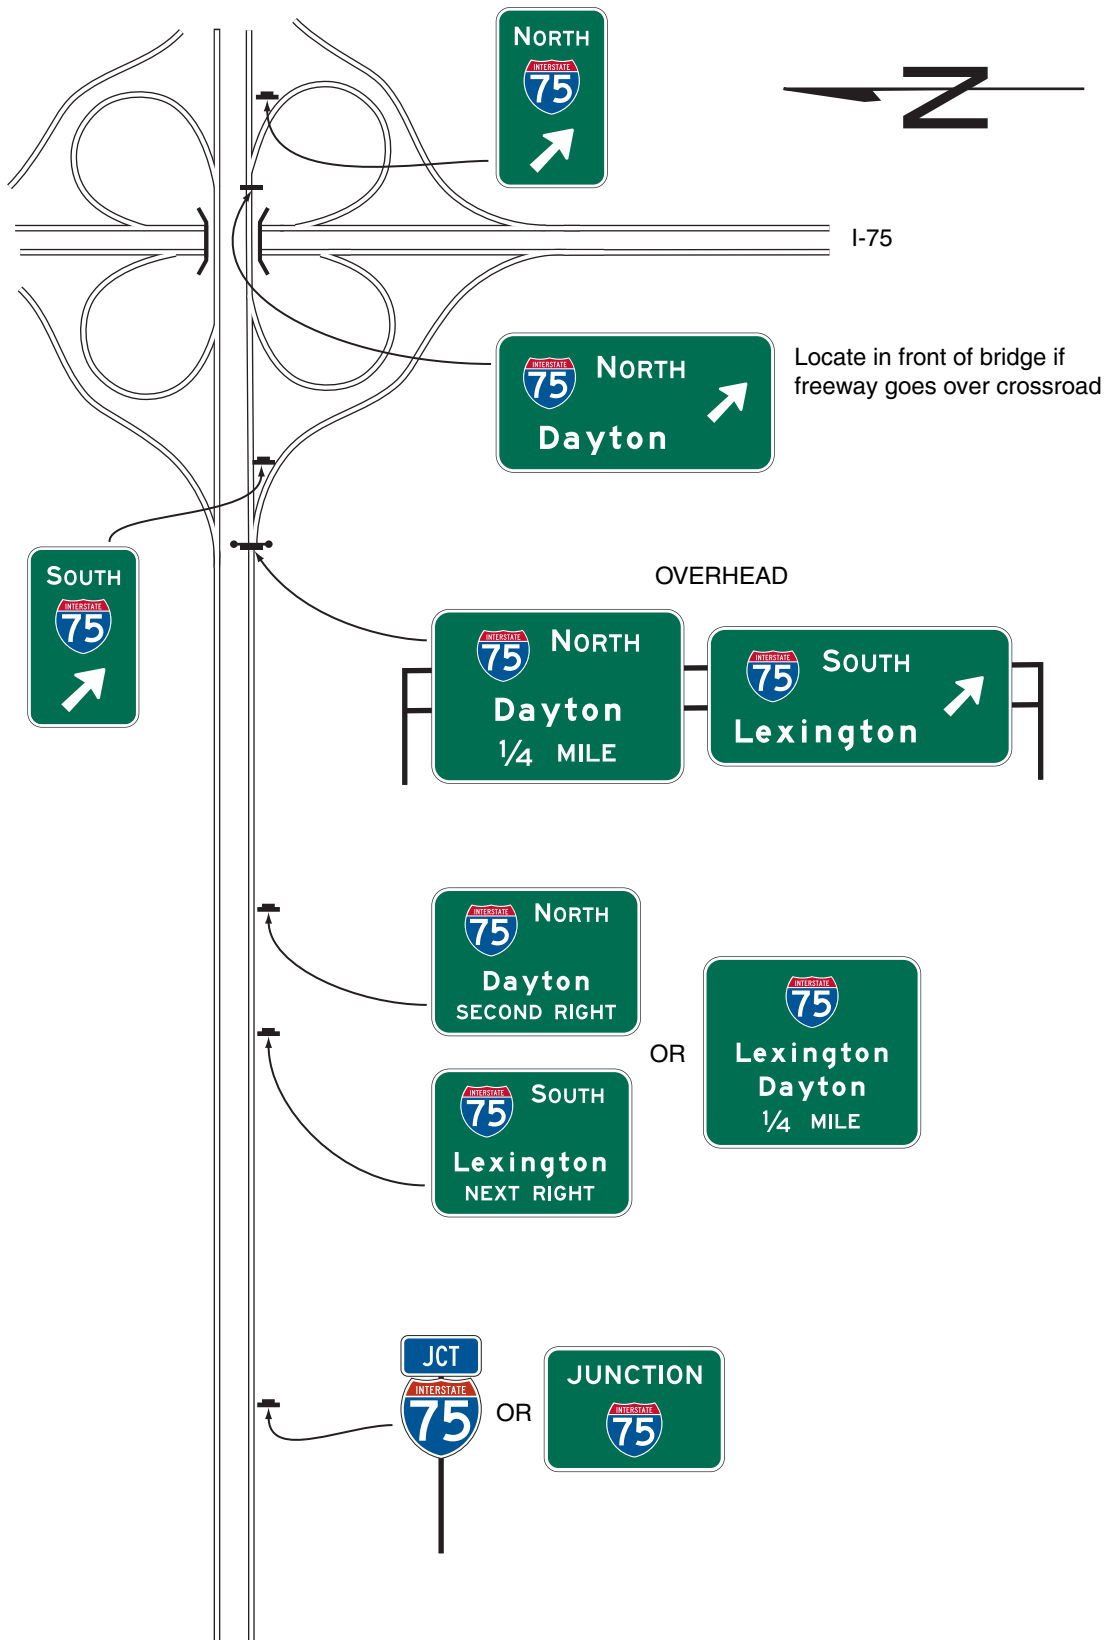 NORTH
INTERSTATE
75
N
I-75
75 NORTH
INTERSTATE
Dayton
Locate in front of bridge if
freeway goes over crossroad
SOUTH
INTERSTATE
75
OVERHEAD
INTERSTATE
75 NORTH
Dayton
1/4 MILE
INTERSTATE
75 SOUTH
Lexington
INTERSTATE
75 NORTH
Dayton
SECOND RIGHT
OR
INTERSTATE
75
Lexington
Dayton
1/4 MILE
INTERSTATE
75 SOUTH
Lexington
NEXT RIGHT
JCT
INTERSTATE
75
OR
JUNCTION
INTERSTATE
75